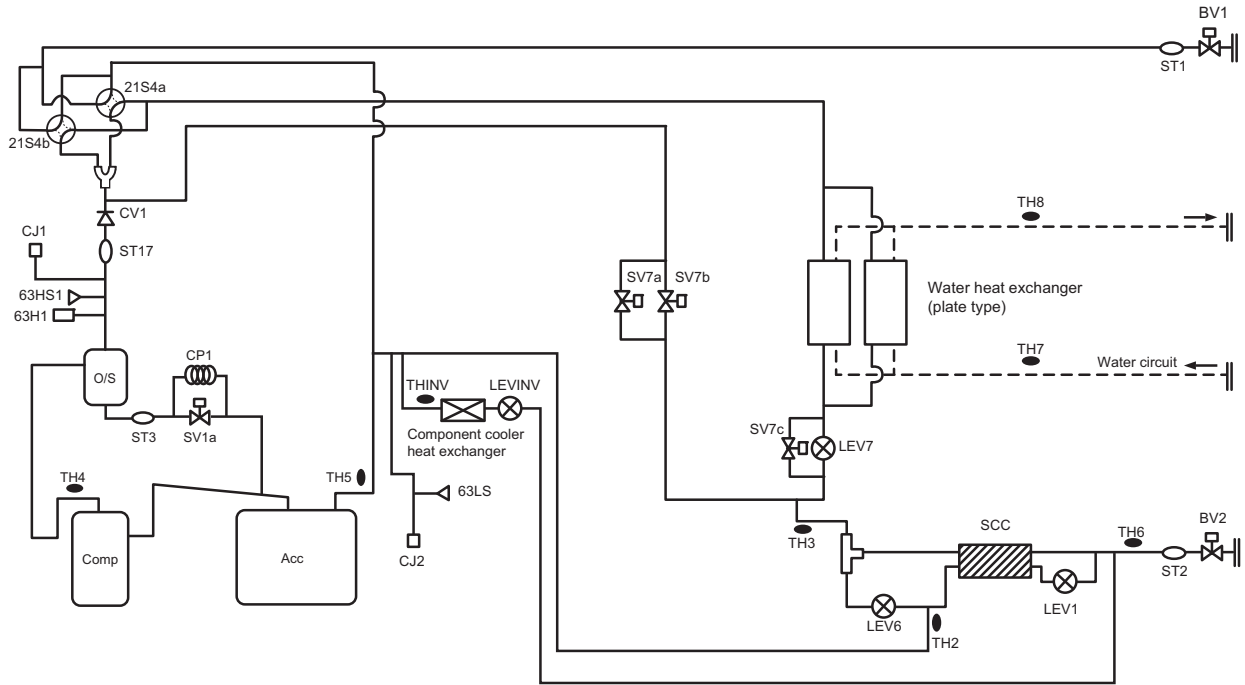 BV1
ST1
21S4a
21S4b
CV1
CJ1
ST17
63HS1
63H1
O/S
CP1
ST3
SV1a
TH4
Comp
Acc
TH5
THINV
LEVINV
Component cooler
heat exchanger
63LS
CJ2
SV7a
SV7b
TH8
Water heat exchanger
(plate type)
TH7
Water circuit
SV7c
LEV7
TH3
SCC
TH6
BV2
ST2
LEV1
LEV6
TH2